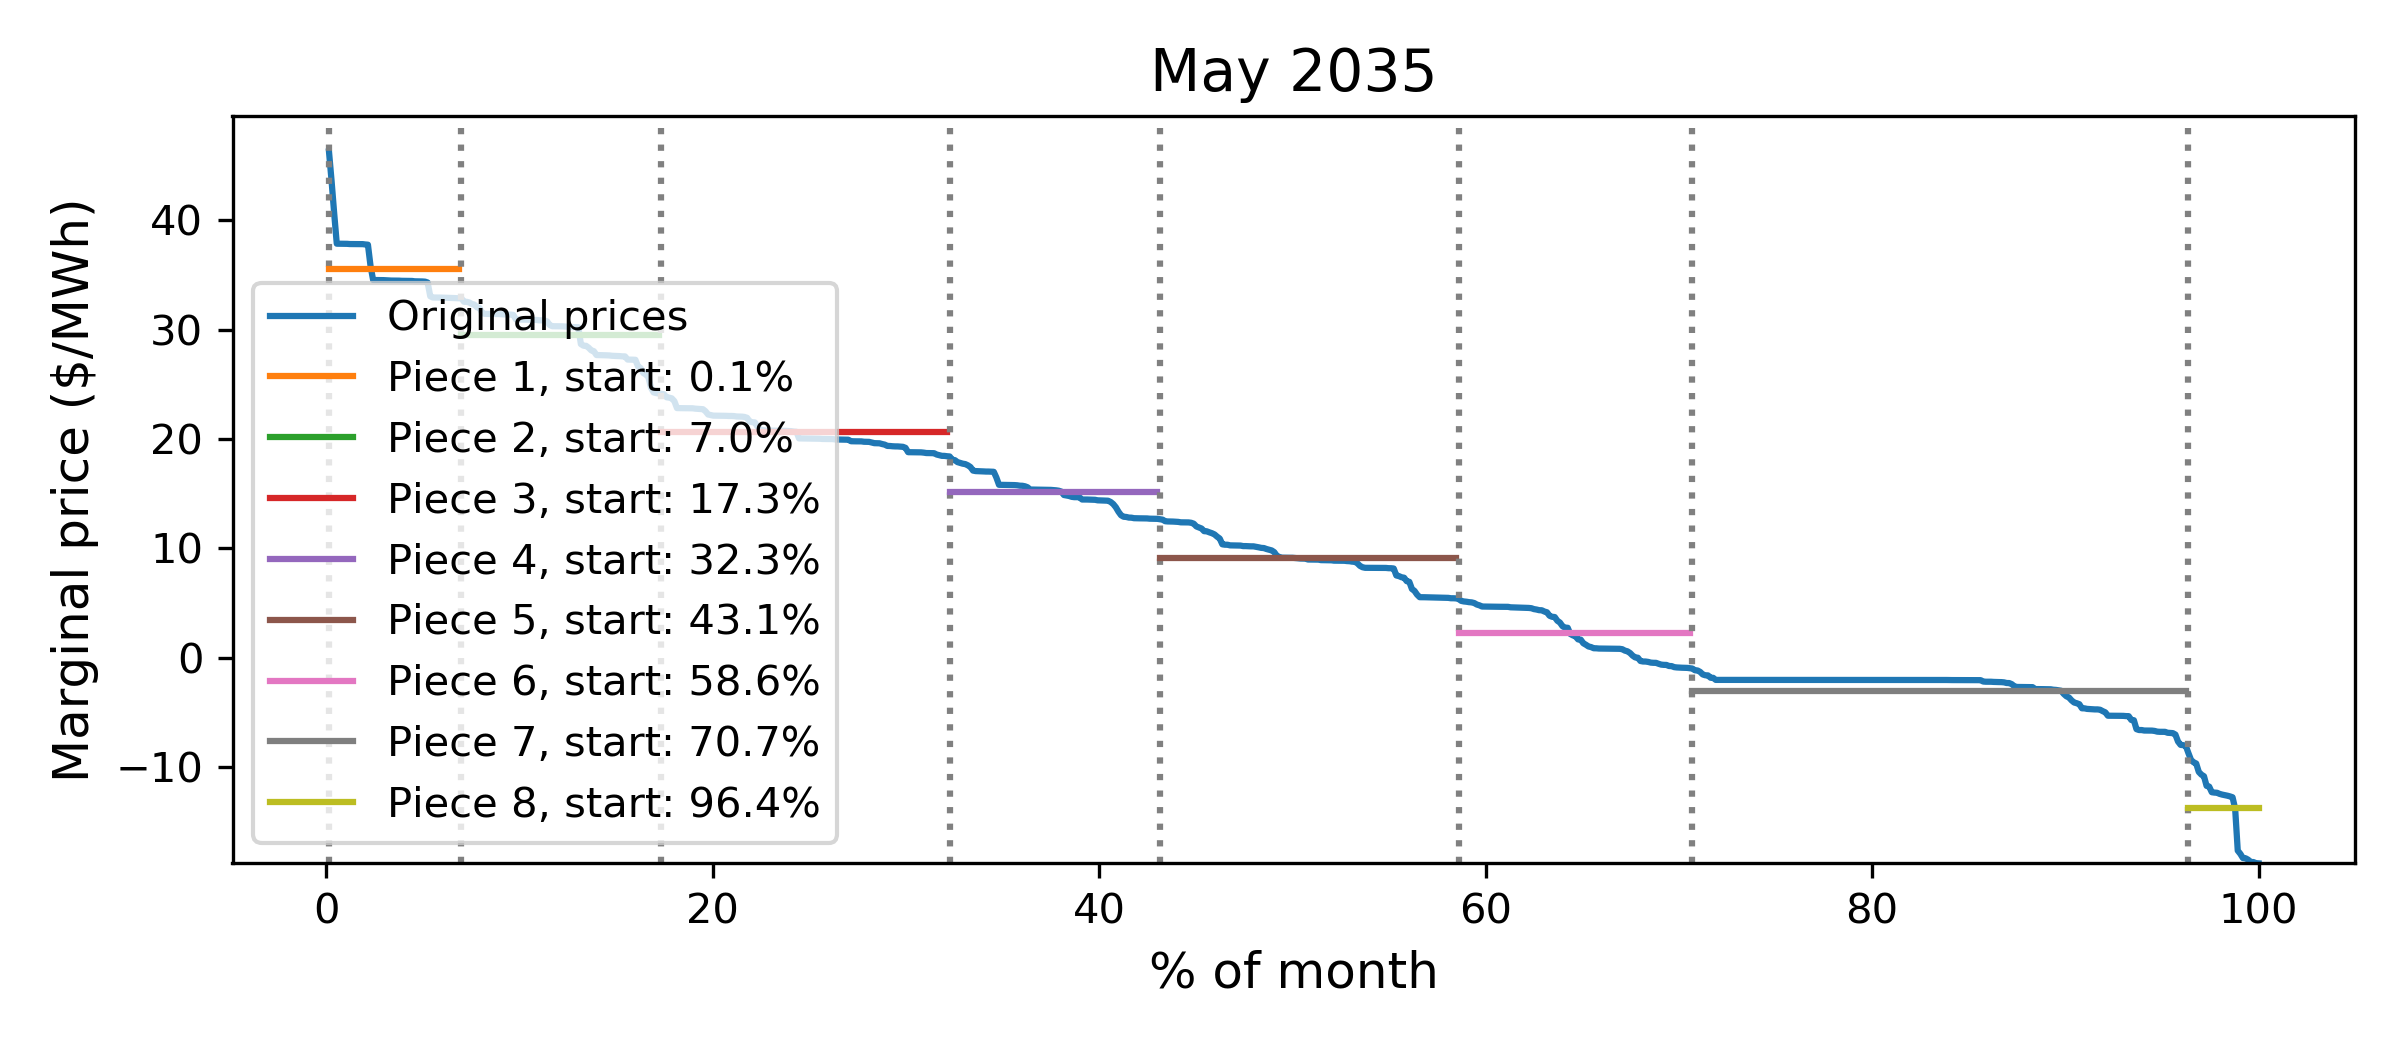 May 2035
Marginal price ($/MWh)
40
30
20
10
0
−10
Original prices
Piece 1, start: 0.1%
Piece 2, start: 7.0%
Piece 3, start: 17.3%
Piece 4, start: 32.3%
Piece 5, start: 43.1%
Piece 6, start: 58.6%
Piece 7, start: 70.7%
Piece 8, start: 96.4%
0 20 40 60 80 100
% of month